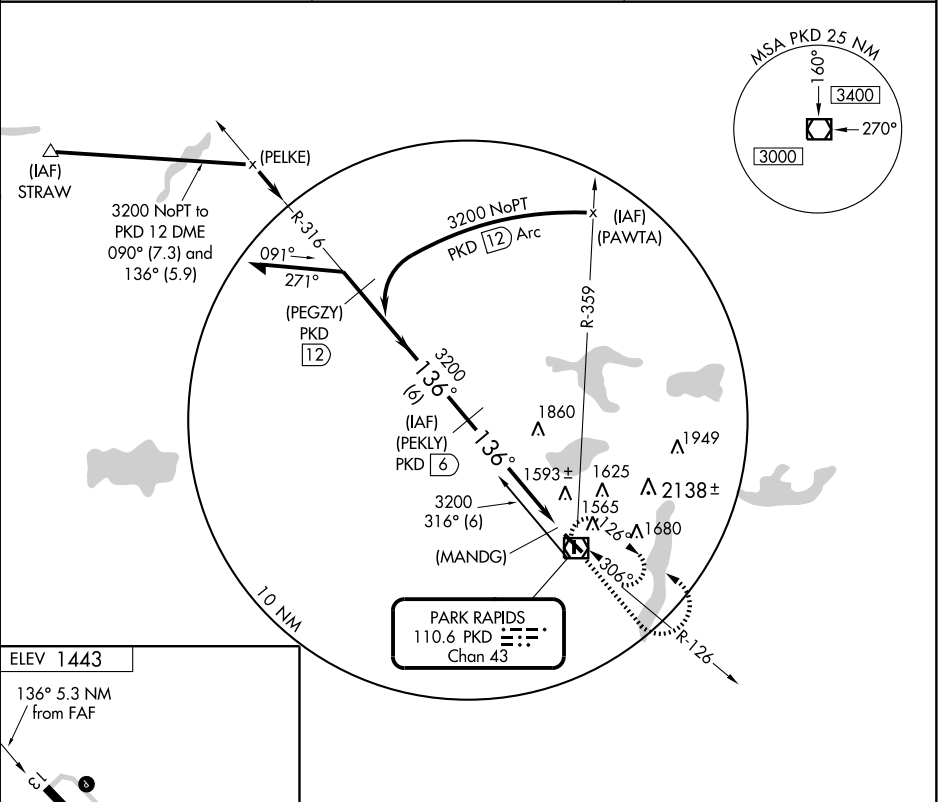 MSA PKD 25 NM
160°
3400
270°
3000
(IAF)
STRAW
(PELKE)
3200 NoPT to
PKD 12 DME
090° (7.3) and
136° (5.9)
R-316
3200 NoPT
PKD 12 Arc
(IAF)
(PAWTA)
091°
271°
(PEGZY)
PKD
12
R-359
3200
136°
(6)
(IAF)
(PEKLY)
PKD 6
136°
1860
1949
1593±
1625
2138±
3200
316° (6)
1565
126°
1680
(MANDG)
306°
R-126
10 NM
PARK RAPIDS
110.6 PKD
Chan 43
ELEV 1443
136° 5.3 NM
from FAF
13
P